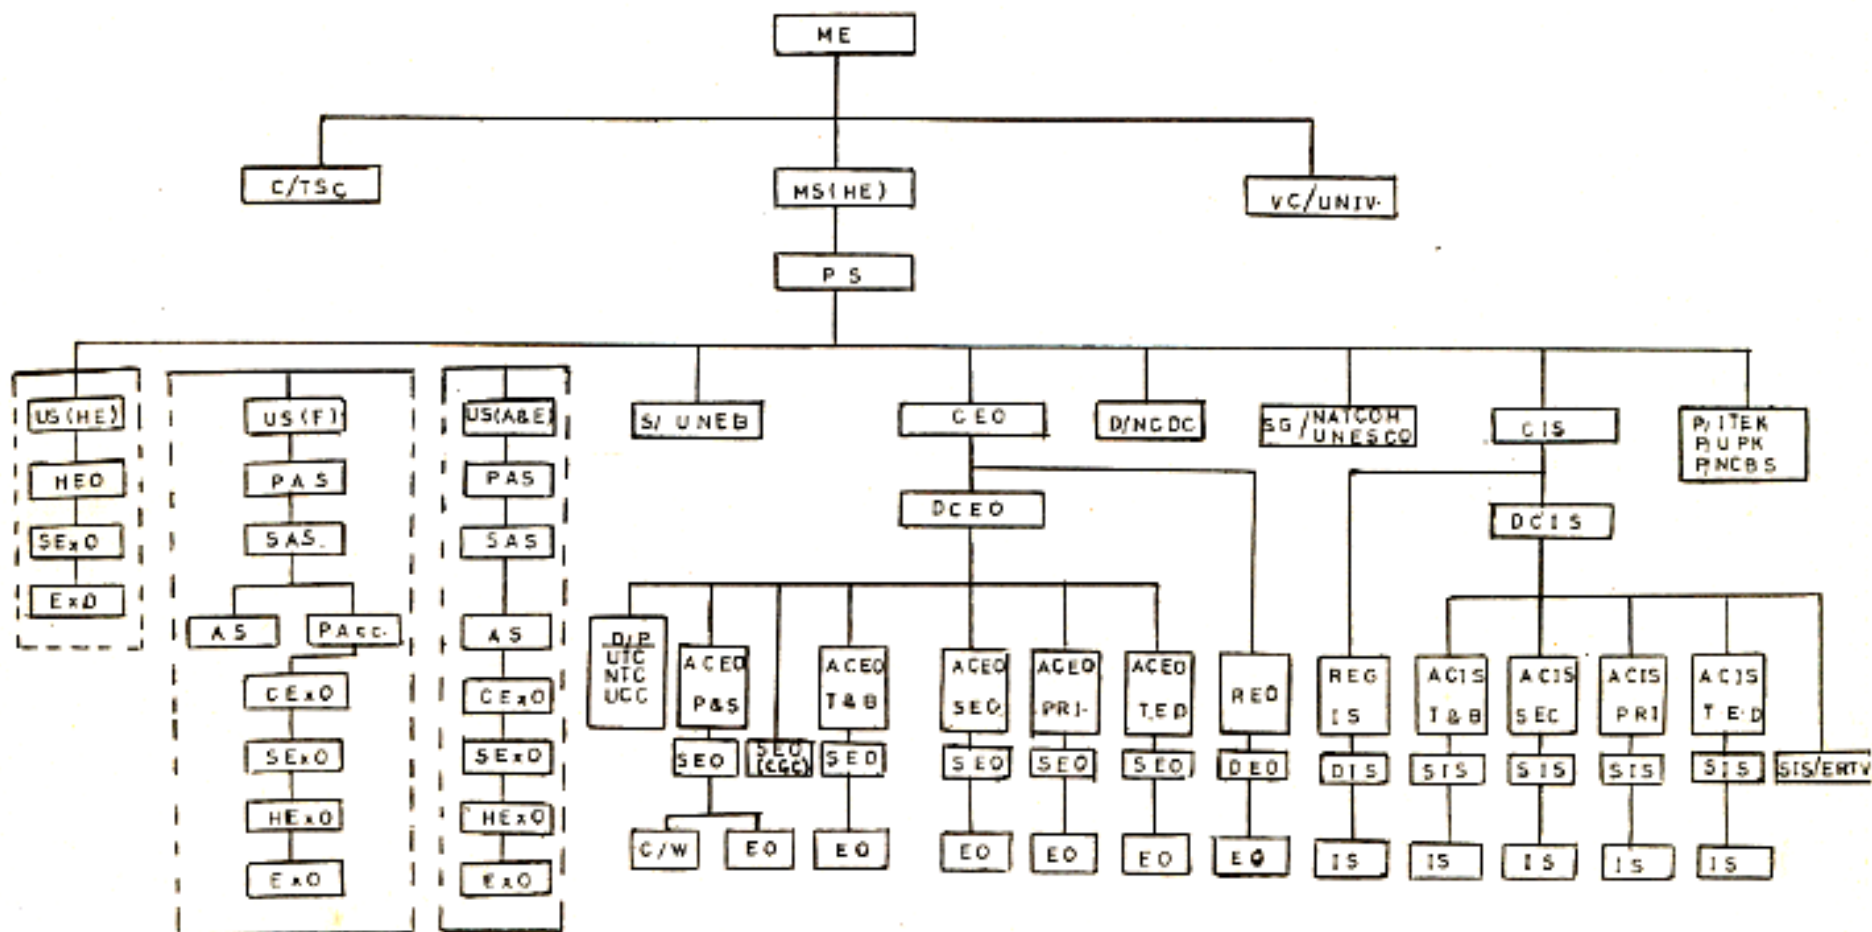 ME
C/TSC
MS(HE)
VC/UNIV.
PS
US(HE)
US(F)
US(A&E)
S/ UNEB
CEO
D/NCDC
SG/NATCOM
UNESCO
CIS
P/ITEK
P/UPK
P/NCBS
HEO
PAS
PAS
DCEO
DCIS
SExO
SAS
SAS
ExO
AS
PAcc.
AS
D/P
UTC
NTC
UCC
ACEO
P&S
ACEO
T&B
ACEO
SEC.
ACEO
PRI.
ACEO
T.ED
REO
REG
IS
ACIS
T&B
ACIS
SEC
ACIS
PRI
ACIS
T E.D
CExO
CExO
SExO
SExO
SEO
SEO
(CGC)
SEO
SEO
SEO
SEO
DEO
DIS
SIS
SIS
SIS
SIS
SIS/ERTV
HExO
HExO
C/W
EO
EO
EO
EO
EO
EO
IS
IS
IS
IS
IS
ExO
ExO